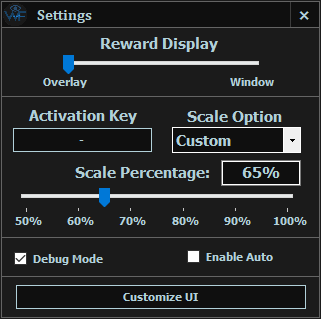 Settings
Reward Display
Overlay Window
Activation Key Scale Option
- Custom
Scale Percentage: 65%
50% 60% 70% 80% 90% 100%
Debug Mode Enable Auto
Customize UI